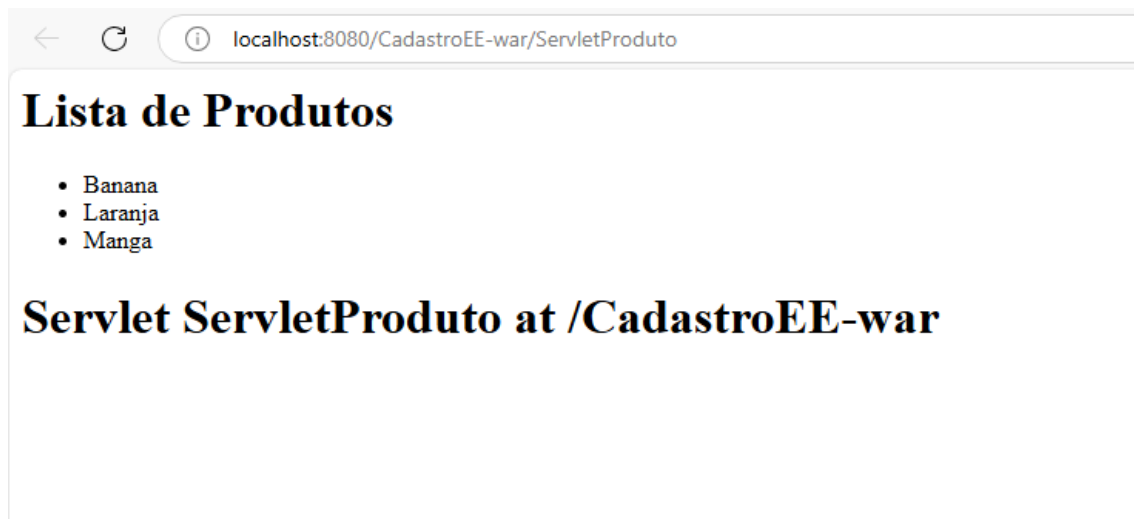 localhost:8080/CadastroEE-war/ServletProduto
Lista de Produtos
Banana
Laranja
Manga
Servlet ServletProduto at /CadastroEE-war